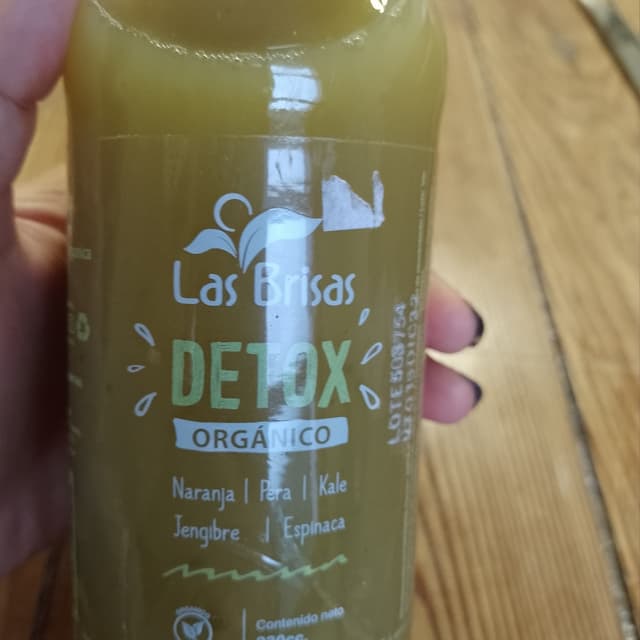 Las Brisas
DETOX
ORGÁNICO
Naranja | Pera | Kale
Jengibre | Espinaca
Contenido neto